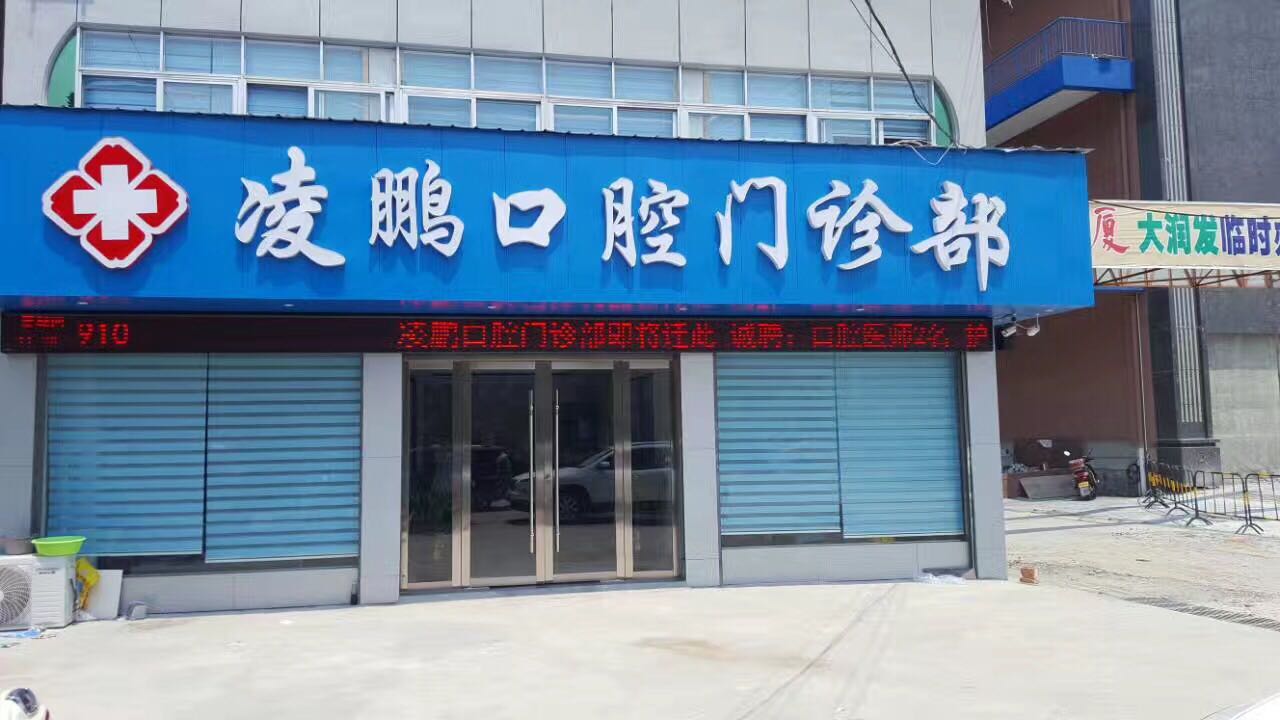 凌鹏口腔门诊部
910 凌鹏口腔门诊部即将迁此 诚聘：口腔医师2名 护
厦 大润发临时